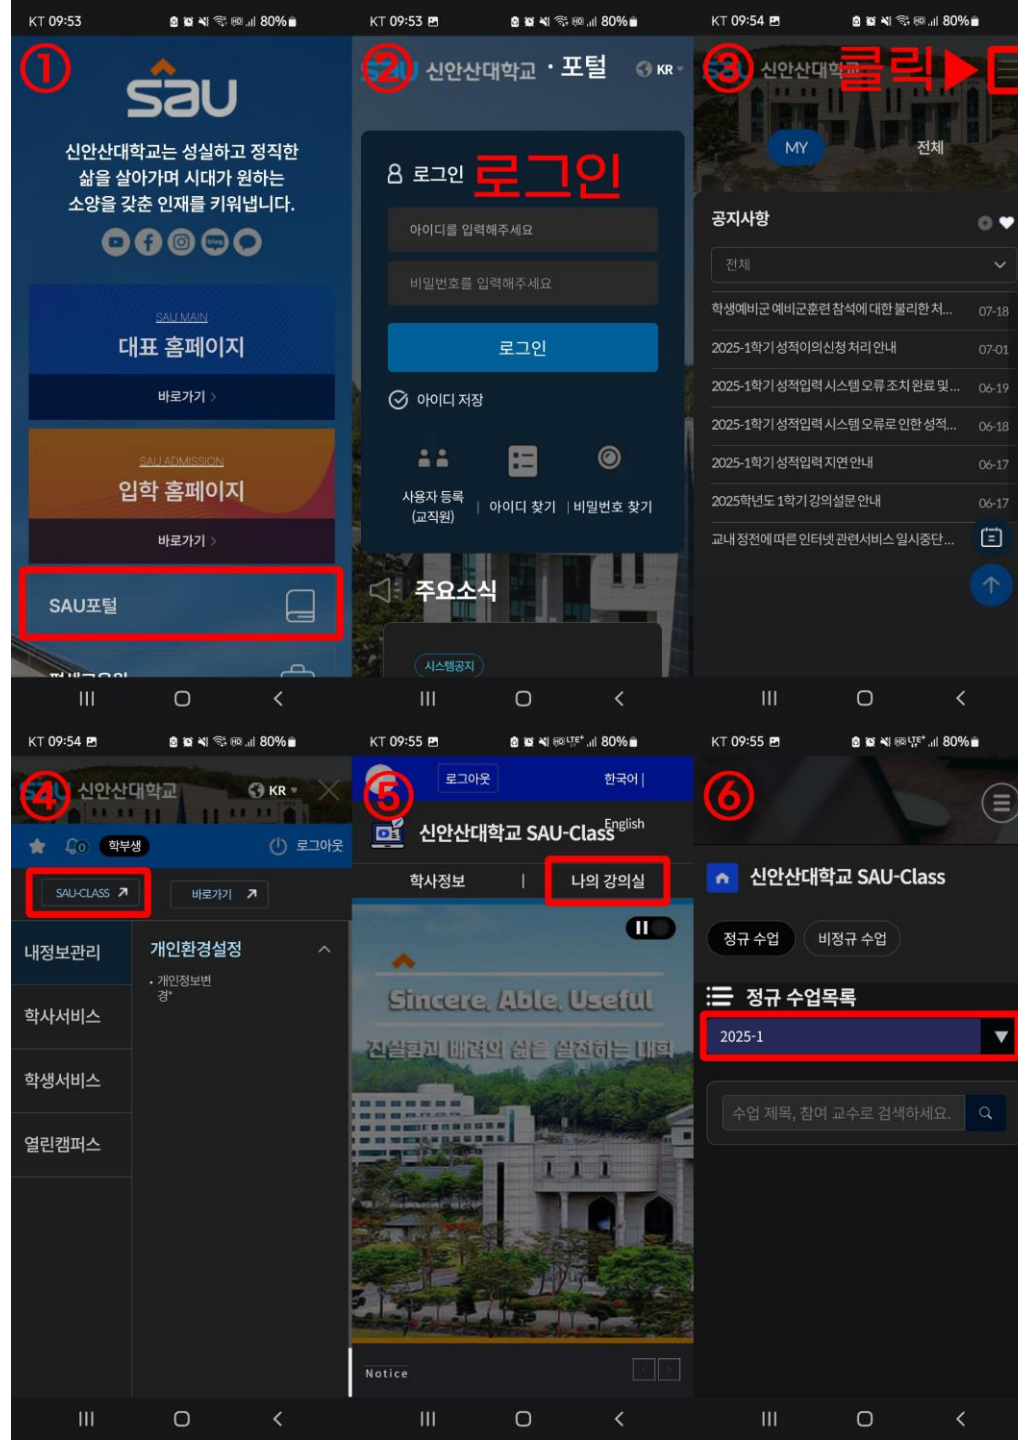 KT 09:53
80%
①
sau
신안산대학교는 성실하고 정직한
삶을 살아가며 시대가 원하는
소양을 갖춘 인재를 키워냅니다.
blog
SAU MAIN
대표 홈페이지
바로가기 >
SAU ADMISSION
입학 홈페이지
바로가기 >
SAU포털
KT 09:53
80%
②
신안산대학교 · 포털
KR
로그인 로그인
아이디를 입력해주세요
비밀번호를 입력해주세요
로그인
아이디 저장
사용자 등록
(교직원)
| 아이디 찾기 | 비밀번호 찾기
주요소식
시스템공지
KT 09:54
80%
③ 클릭▶
신안산대학교
MY 전체
공지사항
전체
학생예비군 예비군훈련 참석에 대한 불리한 처... 07-18
2025-1학기 성적이의신청 처리 안내 07-01
2025-1학기 성적입력 시스템 오류 조치 완료 및... 06-19
2025-1학기 성적입력 시스템 오류로 인한 성적... 06-18
2025-1학기 성적입력 지연 안내 06-17
2025학년도 1학기 강의설문 안내 06-17
교내 정전에 따른 인터넷 관련서비스 일시중단...
KT 09:54
80%
④
신안산대학교
KR
0 학부생 로그아웃
SAU-CLASS 바로가기
내정보관리
학사서비스
학생서비스
열린캠퍼스
개인환경설정
• 개인정보변
경*
KT 09:55
LTE+ 80%
⑤
로그아웃 한국어 |
English
신안산대학교 SAU-Class
학사정보 | 나의 강의실
Sincere, Able, Useful
진실함과 배려의 삶을 실천하는 대학
Notice
KT 09:55
LTE+ 80%
⑥
신안산대학교 SAU-Class
정규 수업 비정규 수업
정규 수업목록
2025-1
수업 제목, 참여 교수로 검색하세요.